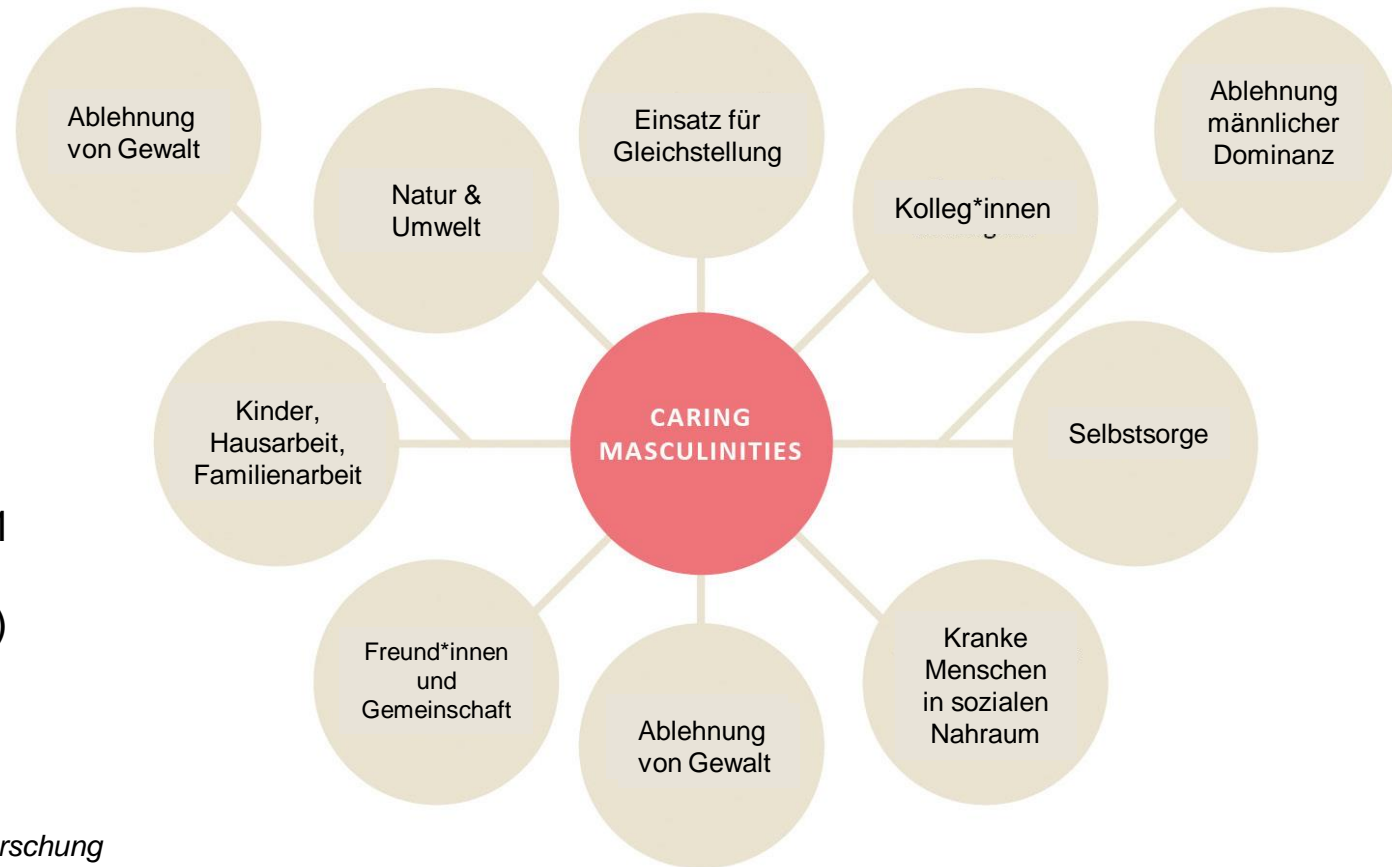 Ablehnung
von Gewalt
Natur &
Umwelt
Einsatz für
Gleichstellung
Kolleg*innen
Ablehnung
männlicher
Dominanz
Kinder,
Hausarbeit,
Familienarbeit
CARING
MASCULINITIES
Selbstsorge
Freund*innen
und
Gemeinschaft
Ablehnung
von Gewalt
Kranke
Menschen
in sozialen
Nahraum
)
rschung